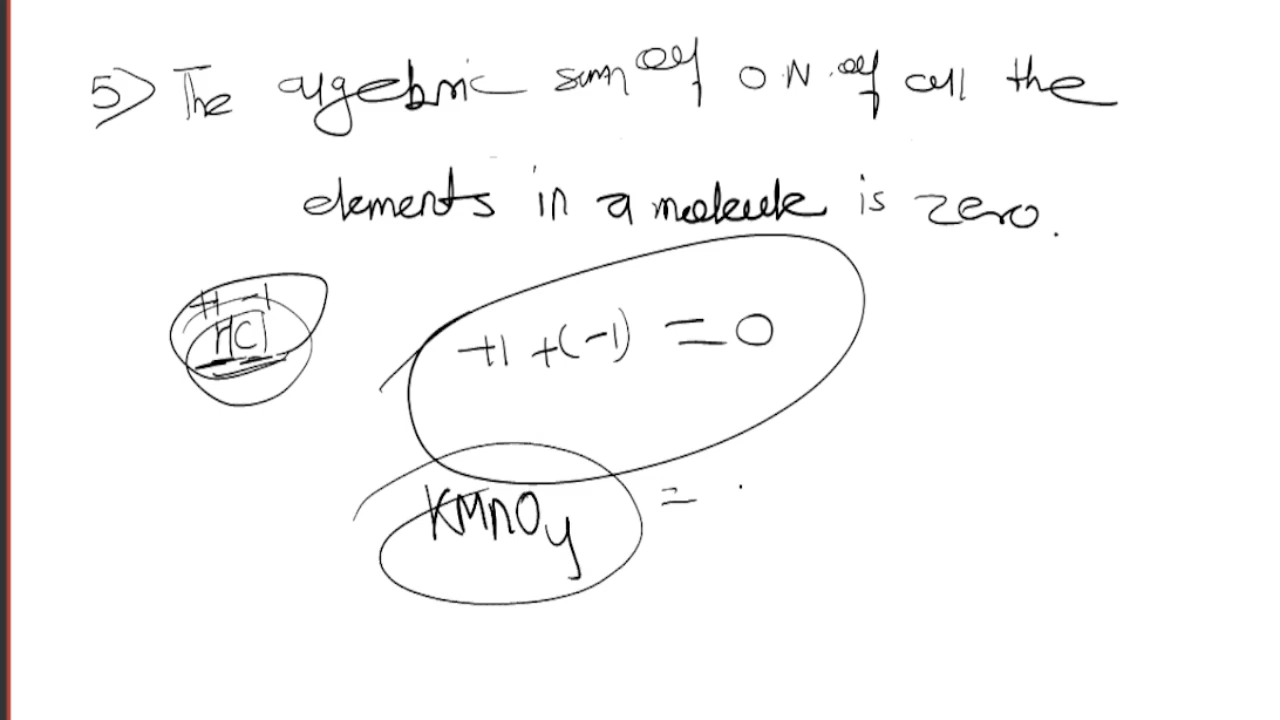 5) The algebric sum of O N. of all the
elements in a molecule is zero.
+1 -1
HCl
+1 +(-1) = 0
KMnO4 =